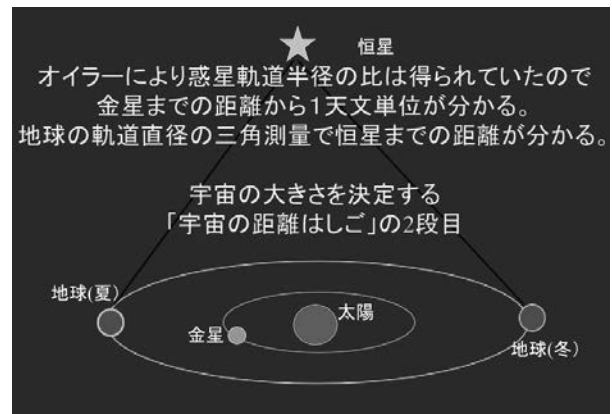 恒星
オイラーにより惑星軌道半径の比は得られていたので
金星までの距離から1天文単位が分かる。
地球の軌道直径の三角測量で恒星までの距離が分かる。
宇宙の大きさを決定する
「宇宙の距離はしご」の2段目
地球(夏)
太陽
金星
地球(冬)